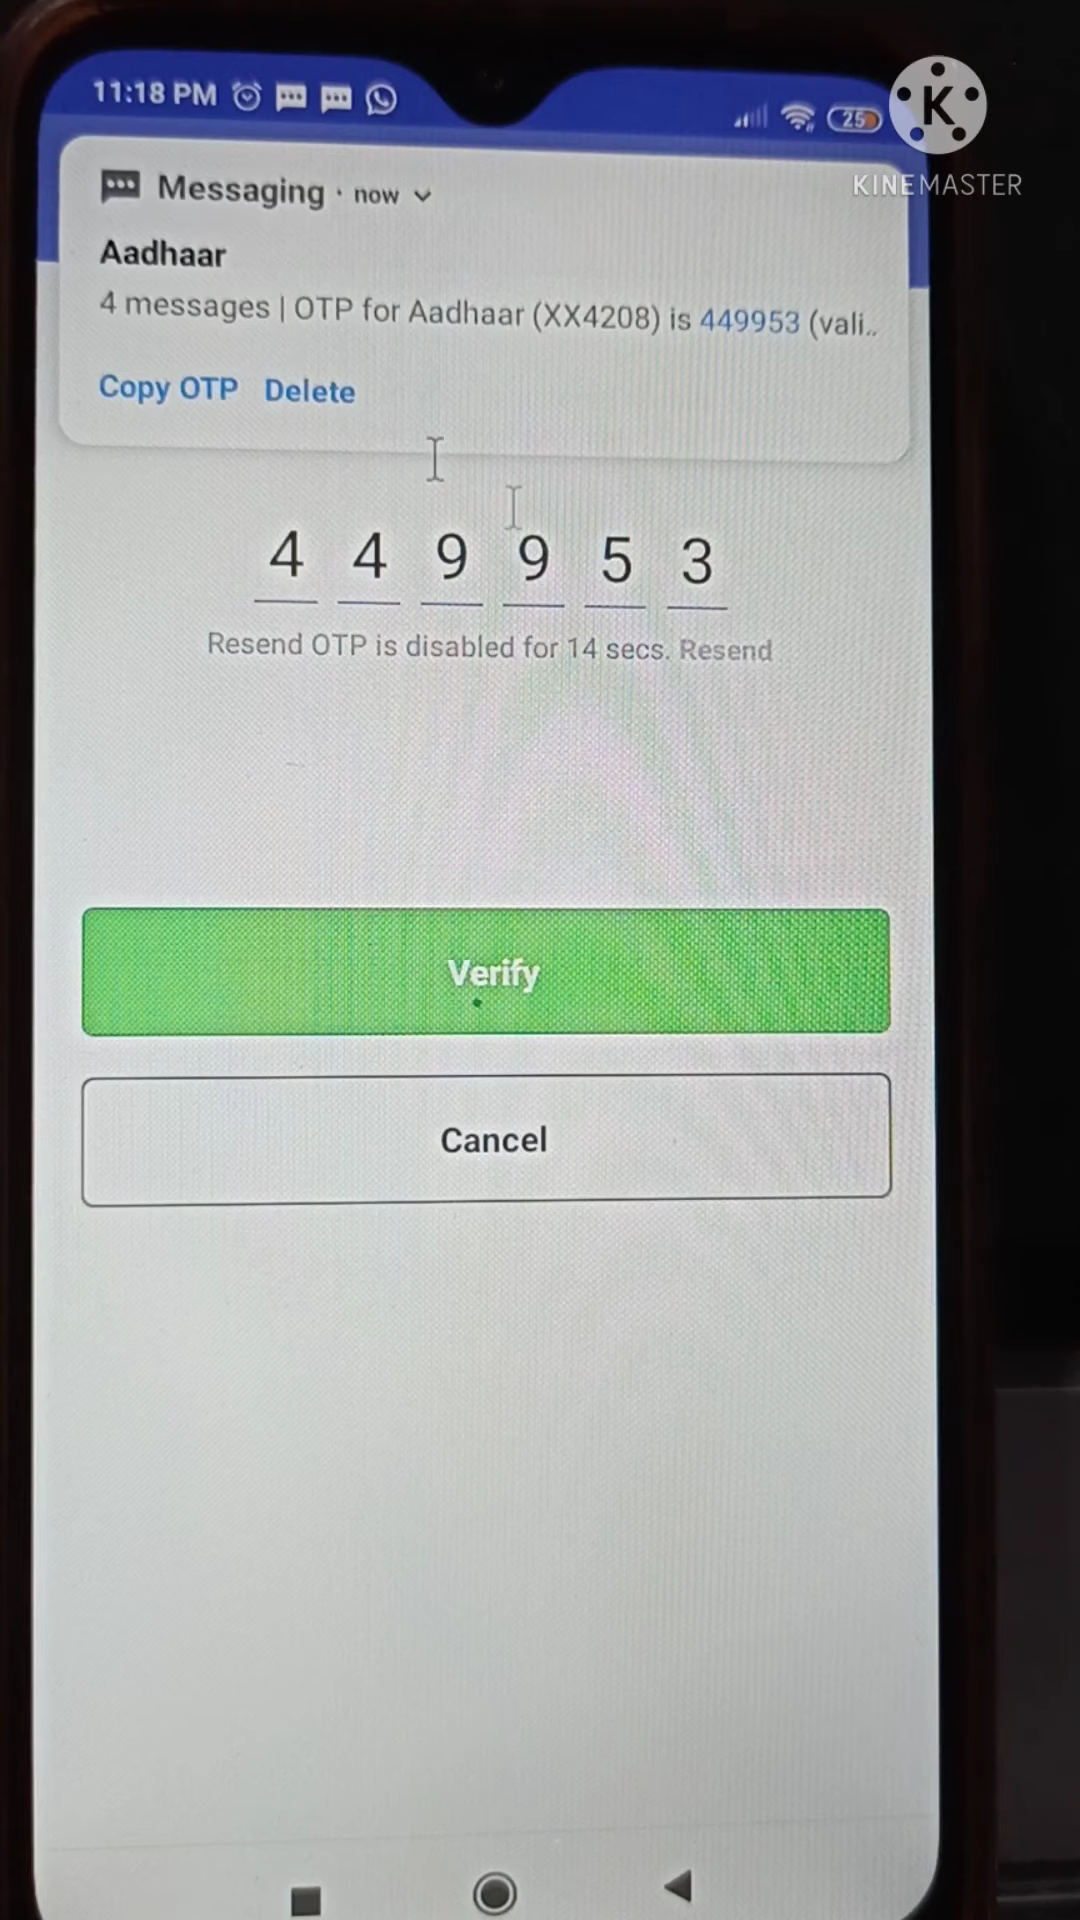 11:18 PM
25
KINEMASTER
Messaging · now
Aadhaar
4 messages | OTP for Aadhaar (XX4208) is 449953 (vali..
Copy OTP Delete
4 4 9 9 5 3
Resend OTP is disabled for 14 secs. Resend
Verify
Cancel